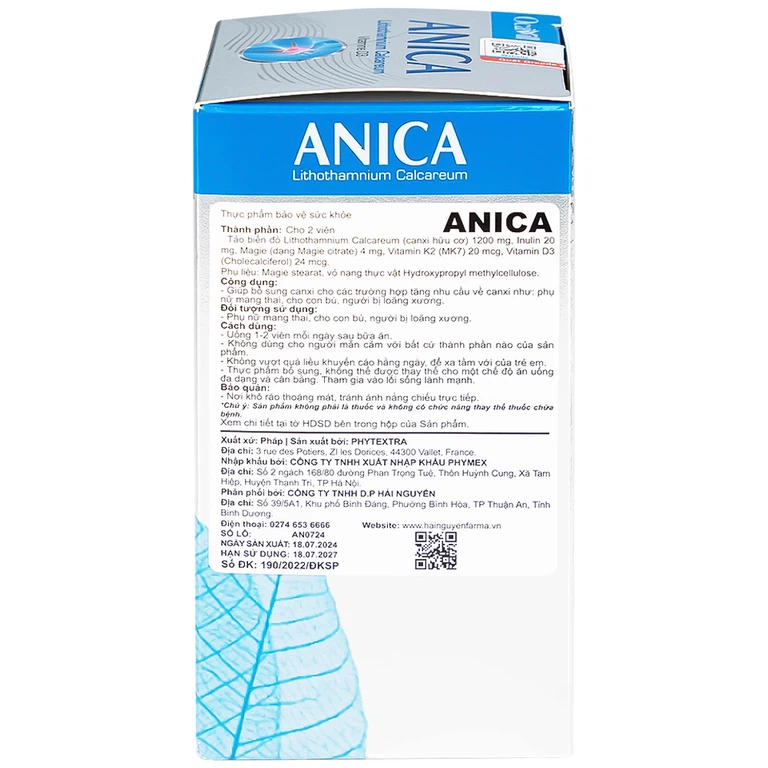 ANICA
Lithothamnium Calcareum
Vitamine D3
ANICA
Lithothamnium Calcareum
Thực phẩm bảo vệ sức khỏe
ANICA
Thành phần: Cho 2 viên
Tảo biển đỏ Lithothamnium Calcareum (canxi hữu cơ) 1200 mg, Inulin 20
mg, Magie (dạng Magie citrate) 4 mg, Vitamin K2 (MK7) 20 mcg, Vitamin D3
(Cholecalciferol) 24 mcg.
Phụ liệu: Magie stearat, vỏ nang thực vật Hydroxypropyl methylcellulose.
Công dụng:
- Giúp bổ sung canxi cho các trường hợp tăng nhu cầu về canxi như: phụ
nữ mang thai, cho con bú, người bị loãng xương.
Đối tượng sử dụng:
- Phụ nữ mang thai, cho con bú, người bị loãng xương.
Cách dùng:
- Uống 1-2 viên mỗi ngày sau bữa ăn.
- Không dùng cho người mẫn cảm với bất cứ thành phần nào của sản
phẩm.
- Không vượt quá liều khuyến cáo hàng ngày, để xa tầm với của trẻ em.
- Thực phẩm bổ sung, không thể được thay thế cho một chế độ ăn uống
đa dạng và cân bằng. Tham gia vào lối sống lành mạnh.
Bảo quản:
- Nơi khô ráo thoáng mát, tránh ánh nắng chiếu trực tiếp.
*Chú ý: Sản phẩm không phải là thuốc và không có chức năng thay thế thuốc chữa
bệnh.
Xem chi tiết tại tờ HDSD bên trong hộp của Sản phẩm.
Xuất xứ: Pháp | Sản xuất bởi: PHYTEXTRA
Địa chỉ: 3 rue des Potiers, ZI les Dorices, 44300 Vallet, France.
Nhập khẩu bởi: CÔNG TY TNHH XUẤT NHẬP KHẨU PHYMEX
Địa chỉ: Số 2 ngách 168/80 đường Phan Trọng Tuệ, Thôn Huỳnh Cung, Xã Tam
Hiệp, Huyện Thanh Trì, TP Hà Nội.
Phân phối bởi: CÔNG TY TNHH D.P HẢI NGUYÊN
Địa chỉ: Số 39/5A1, Khu phố Bình Đáng, Phường Bình Hòa, TP Thuận An, Tỉnh
Bình Dương.
Điện thoại: 0274 653 6666 Website: www.hainguyenfarma.vn
SỐ LÔ: AN0724
NGÀY SẢN XUẤT: 18.07.2024
HẠN SỬ DỤNG: 18.07.2027
Số ĐK: 190/2022/ĐKSP